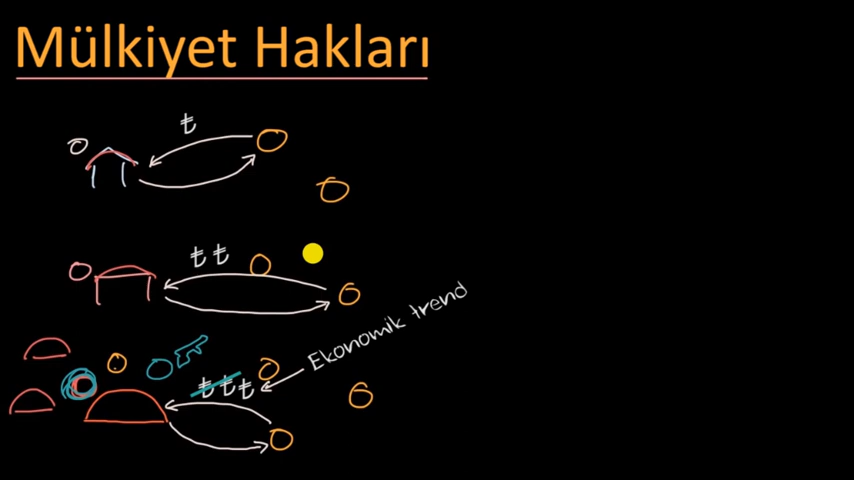 Mülkiyet Hakları
₺
₺ ₺
Ekonomik trend
₺ ₺ ₺